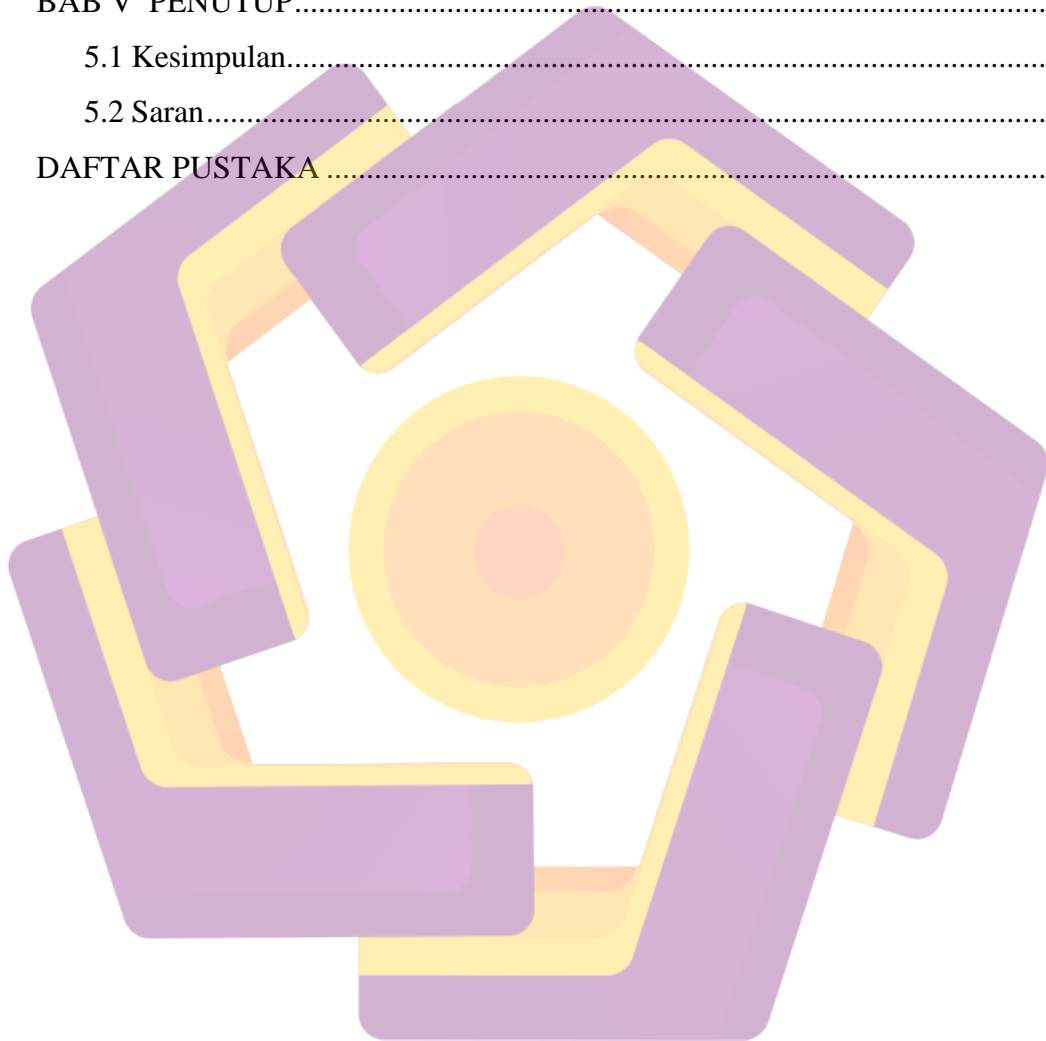 BAB V PENUTUP..............................................................................................
5.1 Kesimpulan...............................................................................................
5.2 Saran.........................................................................................................
DAFTAR PUSTAKA ..........................................................................................